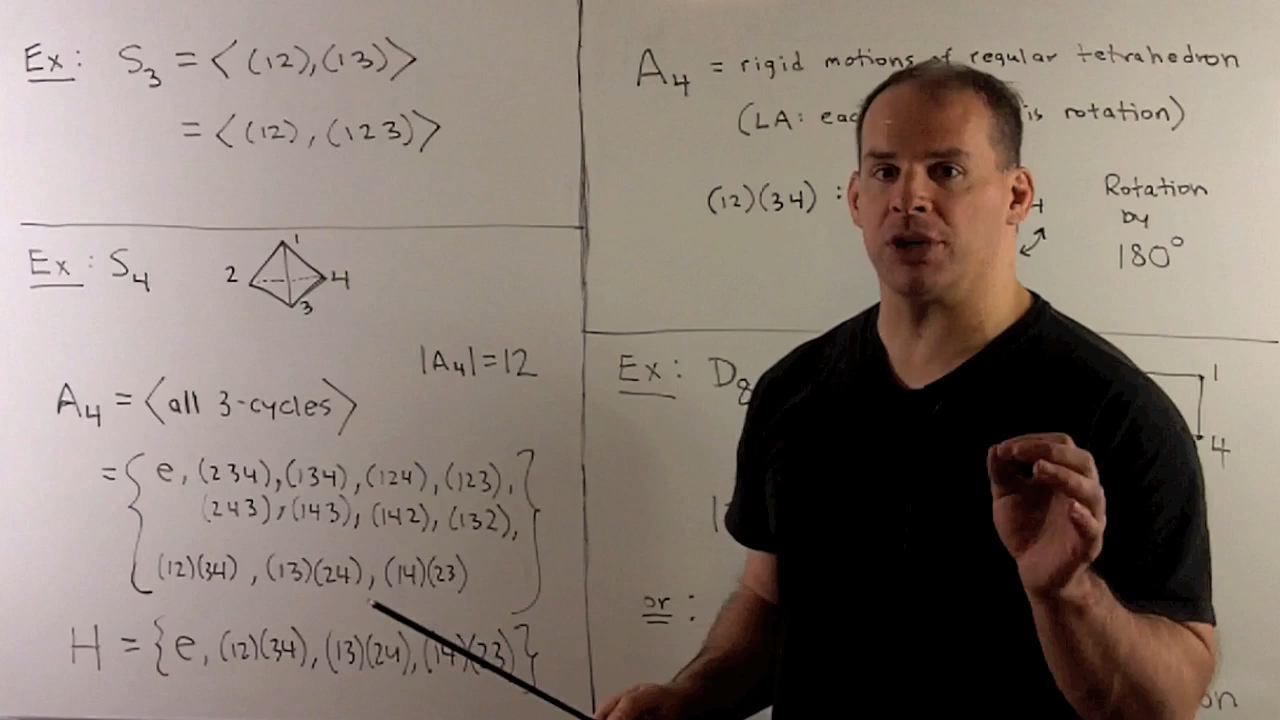 Ex: S₃ = ⟨(12),(13)⟩
= ⟨(12), (123)⟩
Ex: S₄
1
2
4
3
|A₄|=12
A₄ = ⟨all 3-cycles⟩
= { e, (234), (134), (124), (123),
(243), (143), (142), (132),
(12)(34), (13)(24), (14)(23) }
H = {e, (12)(34), (13)(24), (14)(23)}
A₄ = rigid motions of regular tetrahedron
(LA: is rotation)
(12)(34) :
Rotation
by
180°
Ex: D₈
1
4
or: